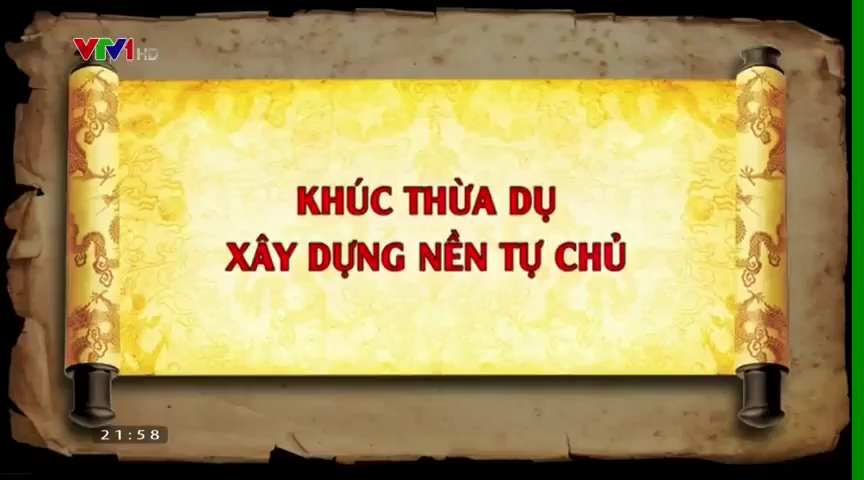 VTV1 HD
KHÚC THỪA DỤ
XÂY DỰNG NỀN TỰ CHỦ
21:58